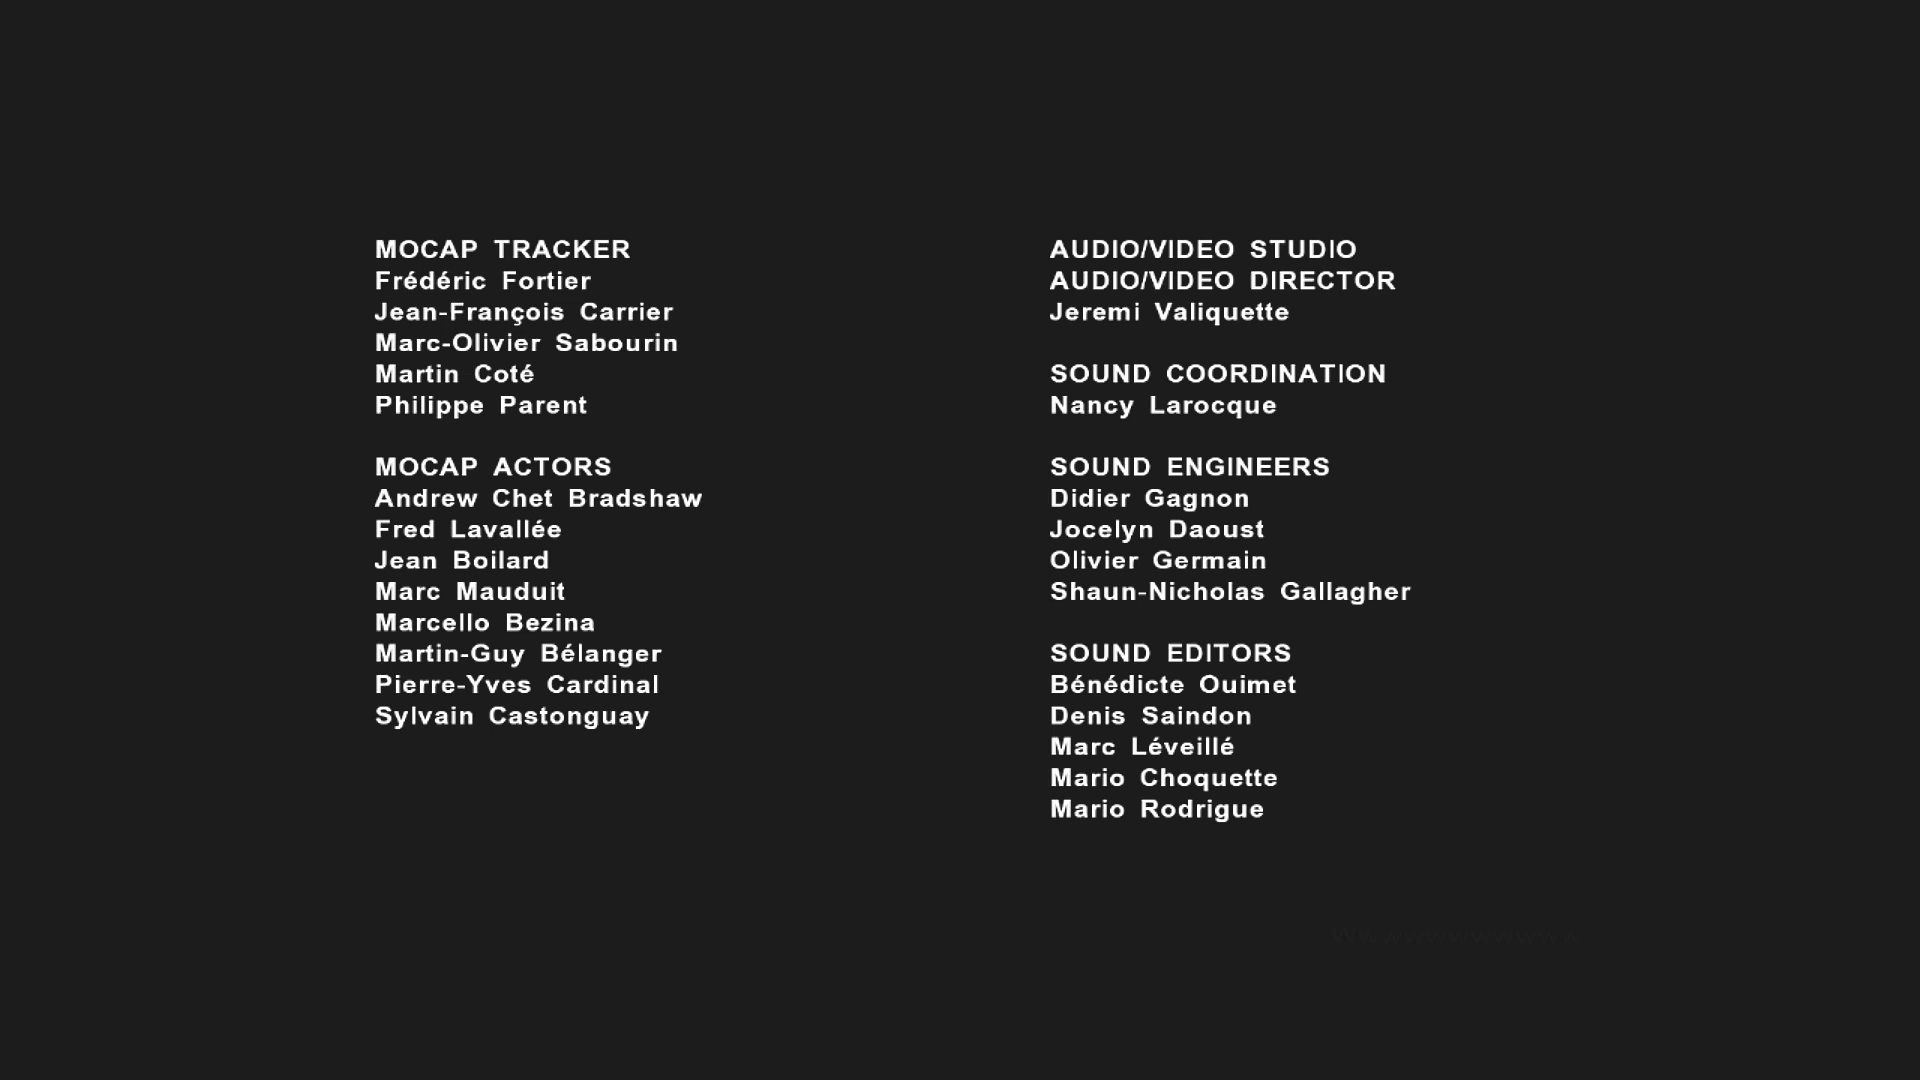 MOCAP TRACKER
Frédéric Fortier
Jean-François Carrier
Marc-Olivier Sabourin
Martin Coté
Philippe Parent
MOCAP ACTORS
Andrew Chet Bradshaw
Fred Lavallée
Jean Boilard
Marc Mauduit
Marcello Bezina
Martin-Guy Bélanger
Pierre-Yves Cardinal
Sylvain Castonguay
AUDIO/VIDEO STUDIO
AUDIO/VIDEO DIRECTOR
Jeremi Valiquette
SOUND COORDINATION
Nancy Larocque
SOUND ENGINEERS
Didier Gagnon
Jocelyn Daoust
Olivier Germain
Shaun-Nicholas Gallagher
SOUND EDITORS
Bénédicte Ouimet
Denis Saindon
Marc Léveillé
Mario Choquette
Mario Rodrigue